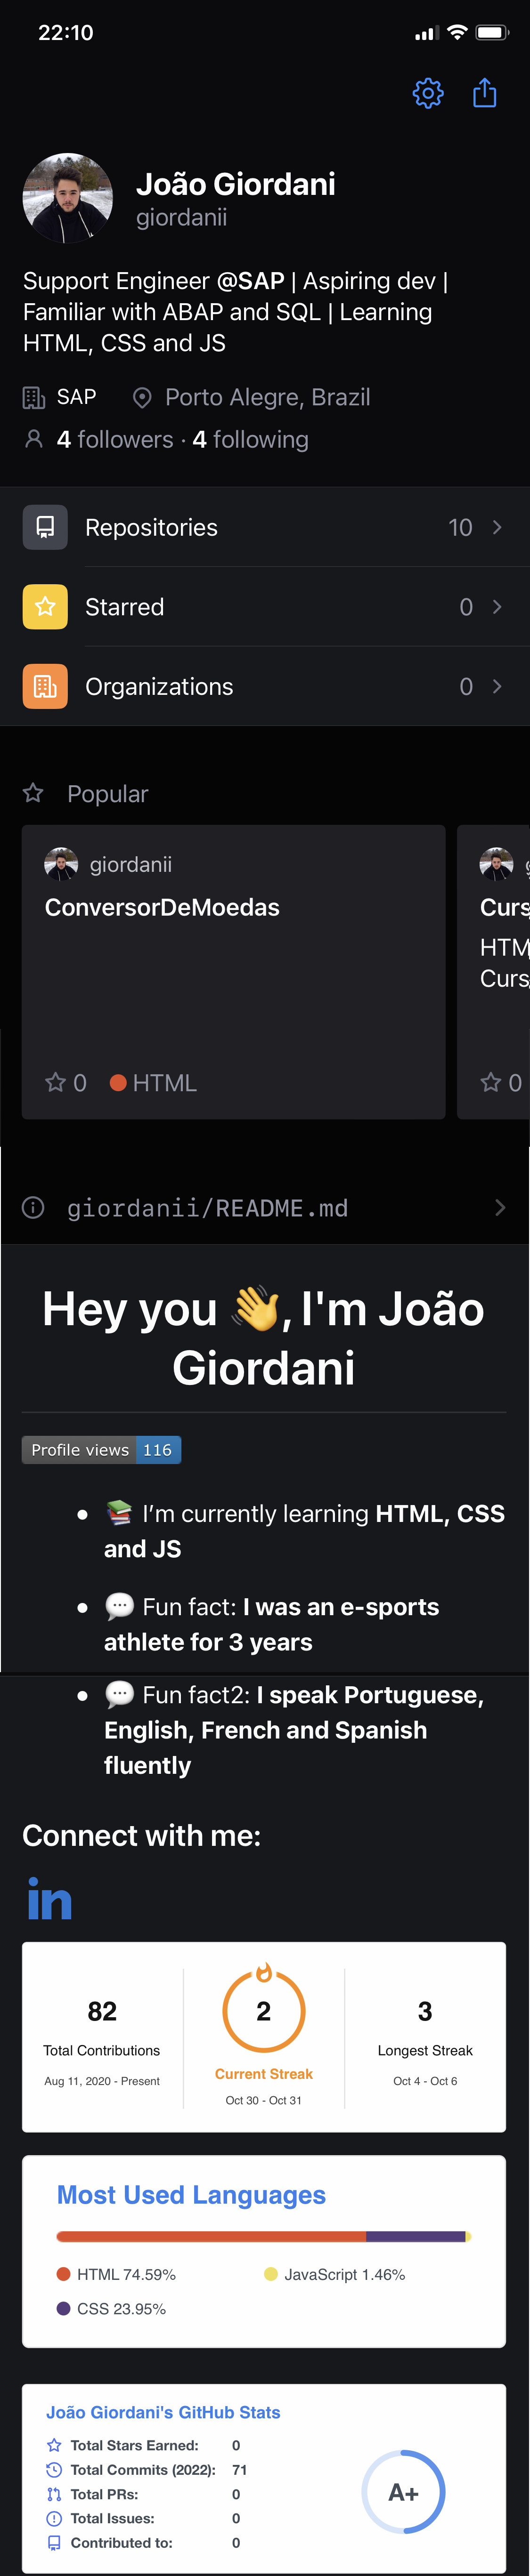 22:10
João Giordani
giordanii
Support Engineer @SAP | Aspiring dev |
Familiar with ABAP and SQL | Learning
HTML, CSS and JS
SAP Porto Alegre, Brazil
4 followers · 4 following
Repositories 10
Starred 0
Organizations 0
Popular
giordanii
ConversorDeMoedas
0 HTML
Curs
HTM
Curs
0
giordanii/README.md
Hey you 👋, I'm João
Giordani
Profile views 116
• 📚 I’m currently learning HTML, CSS
and JS
• 💬 Fun fact: I was an e-sports
athlete for 3 years
• 💬 Fun fact2: I speak Portuguese,
English, French and Spanish
fluently
Connect with me:
in
82
Total Contributions
Aug 11, 2020 - Present
2
Current Streak
Oct 30 - Oct 31
3
Longest Streak
Oct 4 - Oct 6
Most Used Languages
HTML 74.59%
JavaScript 1.46%
CSS 23.95%
João Giordani's GitHub Stats
Total Stars Earned: 0
Total Commits (2022): 71
Total PRs: 0
Total Issues: 0
Contributed to: 0
A+